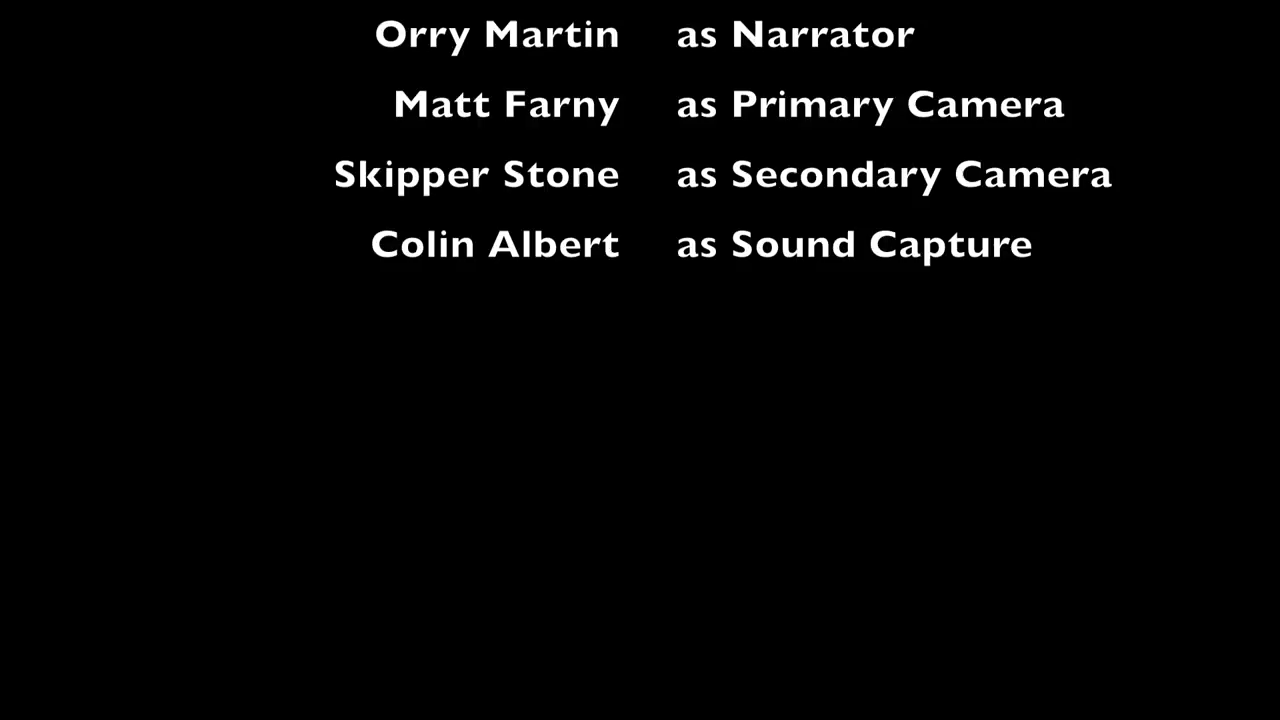 Orry Martin as Narrator
Matt Farny as Primary Camera
Skipper Stone as Secondary Camera
Colin Albert as Sound Capture